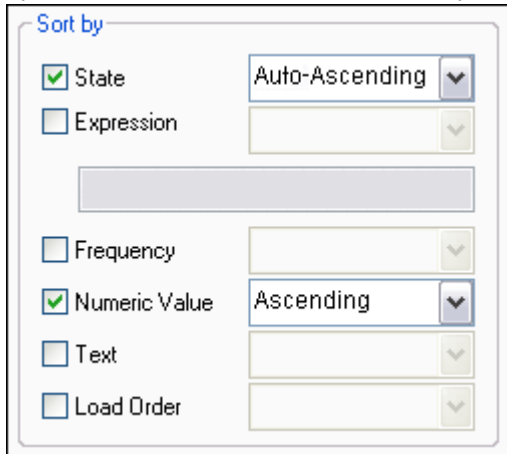 Sort by
State Auto-Ascending
Expression
Frequency
Numeric Value Ascending
Text
Load Order